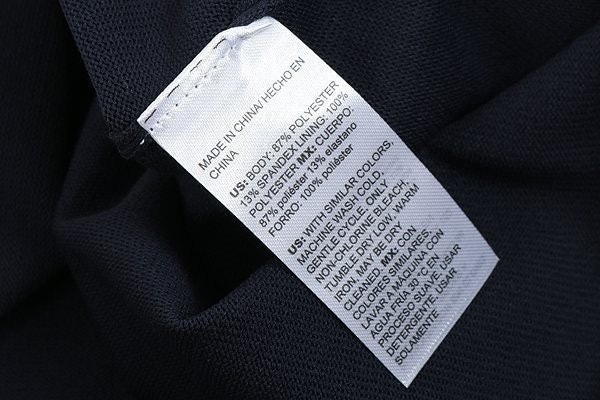 MADE IN CHINA/ HECHO EN
CHINA
US: BODY: 87% POLYESTER
13% SPANDEX LINING: 100%
POLYESTER MX: CUERPO:
87% poliéster 13% elastano
FORRO: 100% poliéster
US: WITH SIMILAR COLORS.
MACHINE WASH COLD,
GENTLE CYCLE. ONLY
NON-CHLORINE BLEACH,
TUMBLE DRY LOW, WARM
IRON. MAY BE DRY
CLEANED. MX: CON
COLORES SIMILARES,
LAVAR A MAQUINA CON
AGUA FRIA 30 °C EN
PROCESO SUAVE, USAR
DETERGENTE, USAR
SOLAMENTE